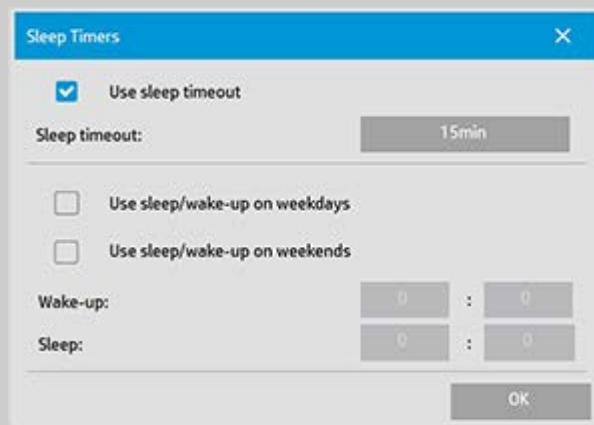 Sleep Timers
Use sleep timeout
Sleep timeout: 15min
Use sleep/wake-up on weekdays
Use sleep/wake-up on weekends
Wake-up: 0 : 0
Sleep: 0 : 0
OK